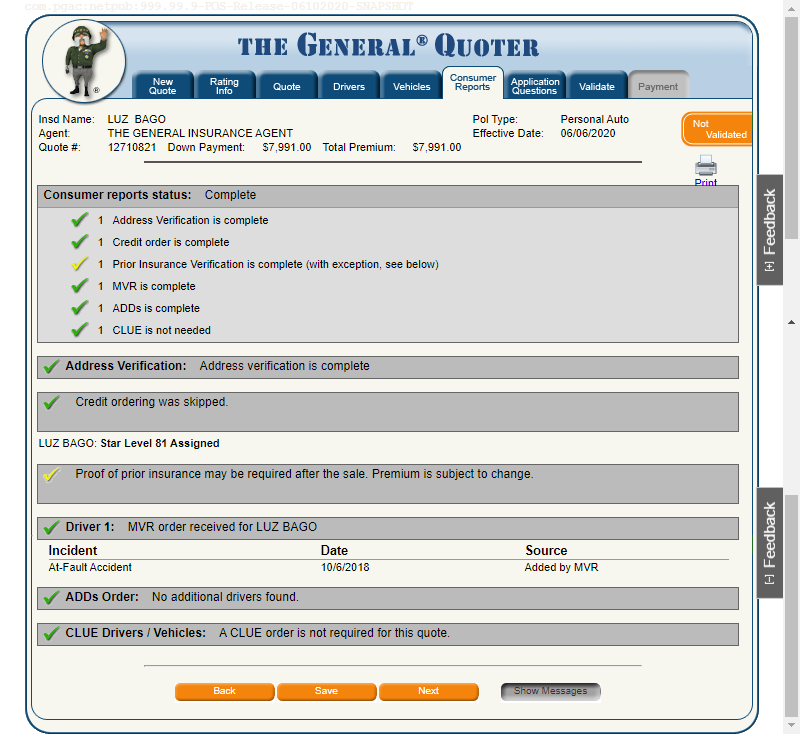 com.pgac:netpub:999.99.9-POS-Release-06102020-SNAPSHOT
THE GENERAL® QUOTER
®
New Quote
Rating Info
Quote
Drivers
Vehicles
Consumer Reports
Application Questions
Validate
Payment
Insd Name: LUZ BAGO Pol Type: Personal Auto
Agent: THE GENERAL INSURANCE AGENT Effective Date: 06/06/2020
Quote #: 12710821 Down Payment: $7,991.00 Total Premium: $7,991.00
Not Validated
Print
[+] Feedback
Consumer reports status: Complete
1 Address Verification is complete
1 Credit order is complete
1 Prior Insurance Verification is complete (with exception, see below)
1 MVR is complete
1 ADDs is complete
1 CLUE is not needed
Address Verification: Address verification is complete
Credit ordering was skipped.
LUZ BAGO: Star Level 81 Assigned
Proof of prior insurance may be required after the sale. Premium is subject to change.
Driver 1: MVR order received for LUZ BAGO
Incident Date Source
At-Fault Accident 10/6/2018 Added by MVR
[-] Feedback
ADDs Order: No additional drivers found.
CLUE Drivers / Vehicles: A CLUE order is not required for this quote.
Back Save Next Show Messages